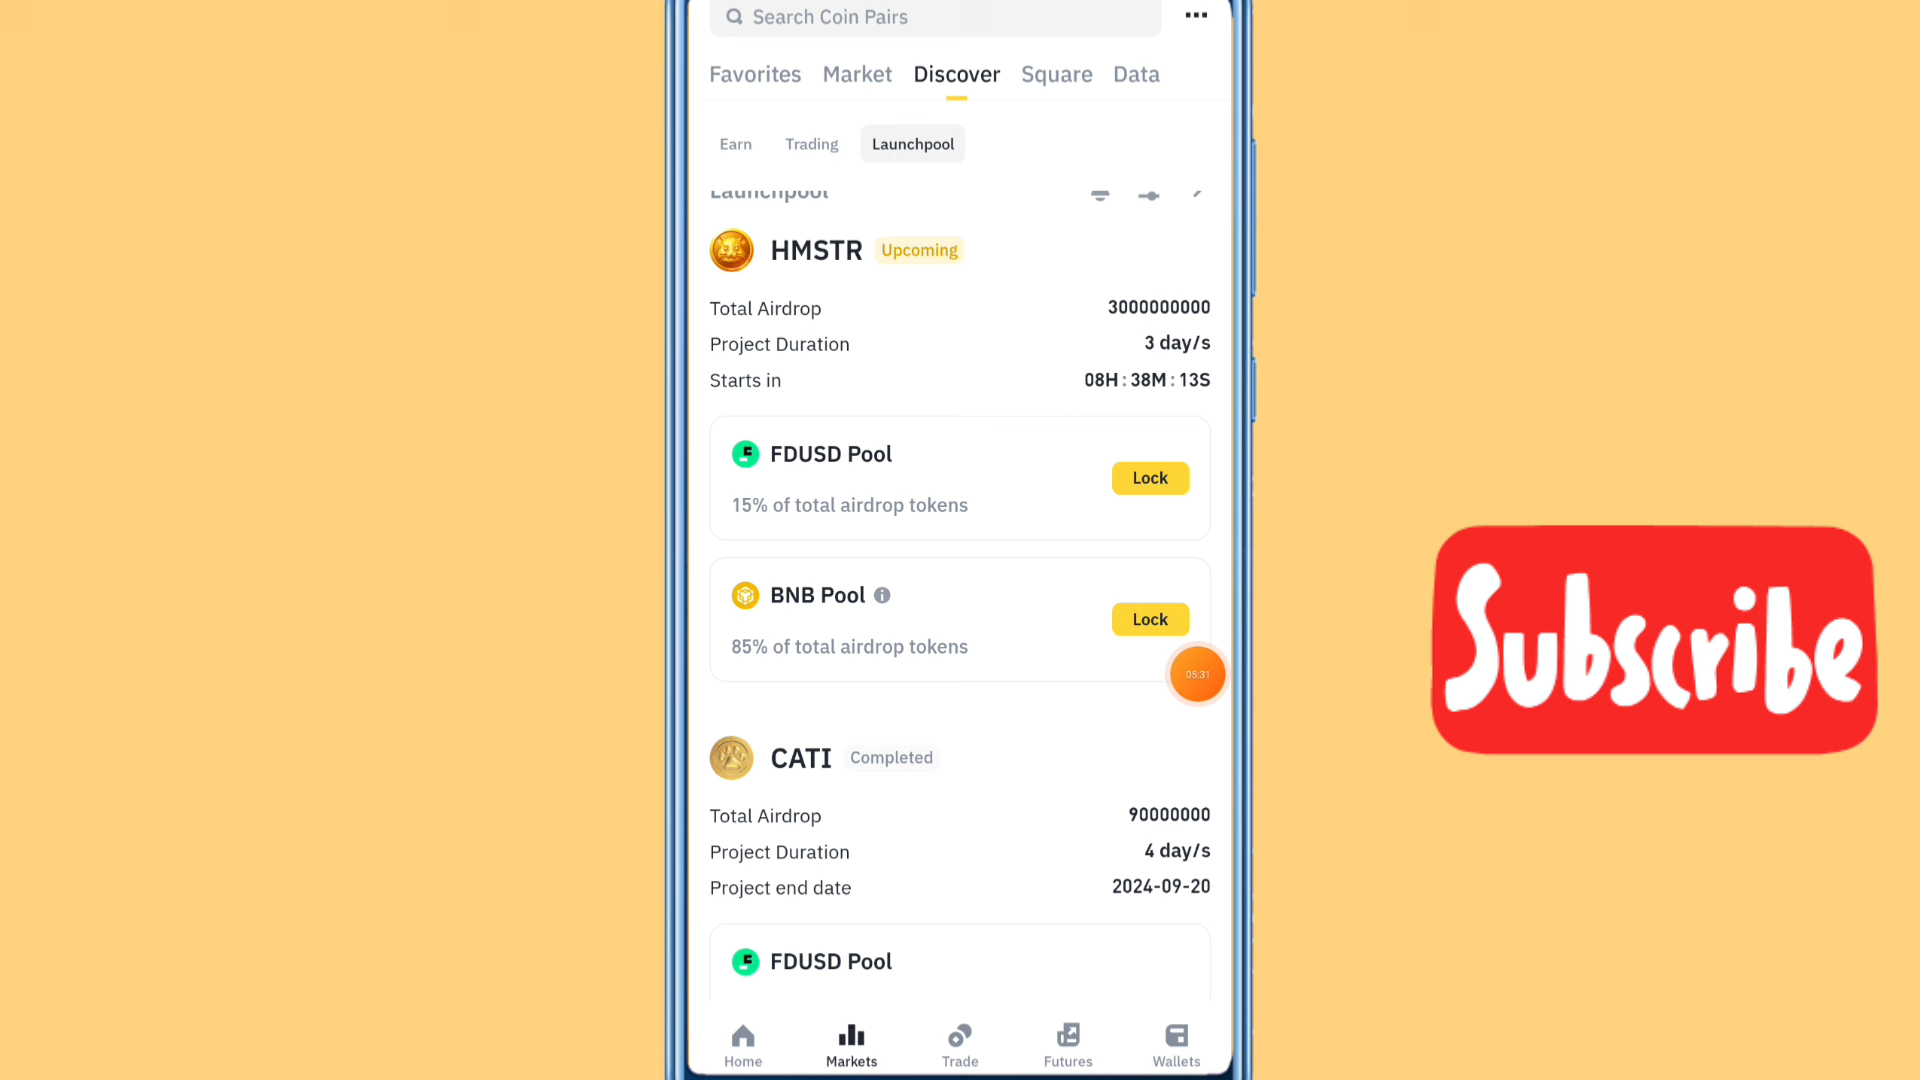 Search Coin Pairs
Favorites Market Discover Square Data
Earn Trading Launchpool
Launchpool
HMSTR Upcoming
Total Airdrop 3000000000
Project Duration 3 day/s
Starts in 08H : 38M : 13S
FDUSD Pool
Lock
15% of total airdrop tokens
BNB Pool
Lock
85% of total airdrop tokens
05:31
Subscribe
CATI Completed
Total Airdrop 90000000
Project Duration 4 day/s
Project end date 2024-09-20
FDUSD Pool
Home Markets Trade Futures Wallets